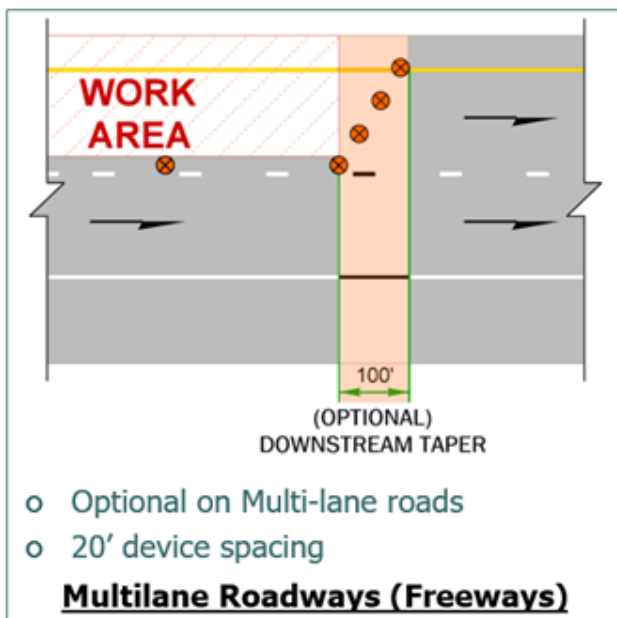 WORK
AREA
100'
(OPTIONAL)
DOWNSTREAM TAPER
o Optional on Multi-lane roads
o 20’ device spacing
Multilane Roadways (Freeways)